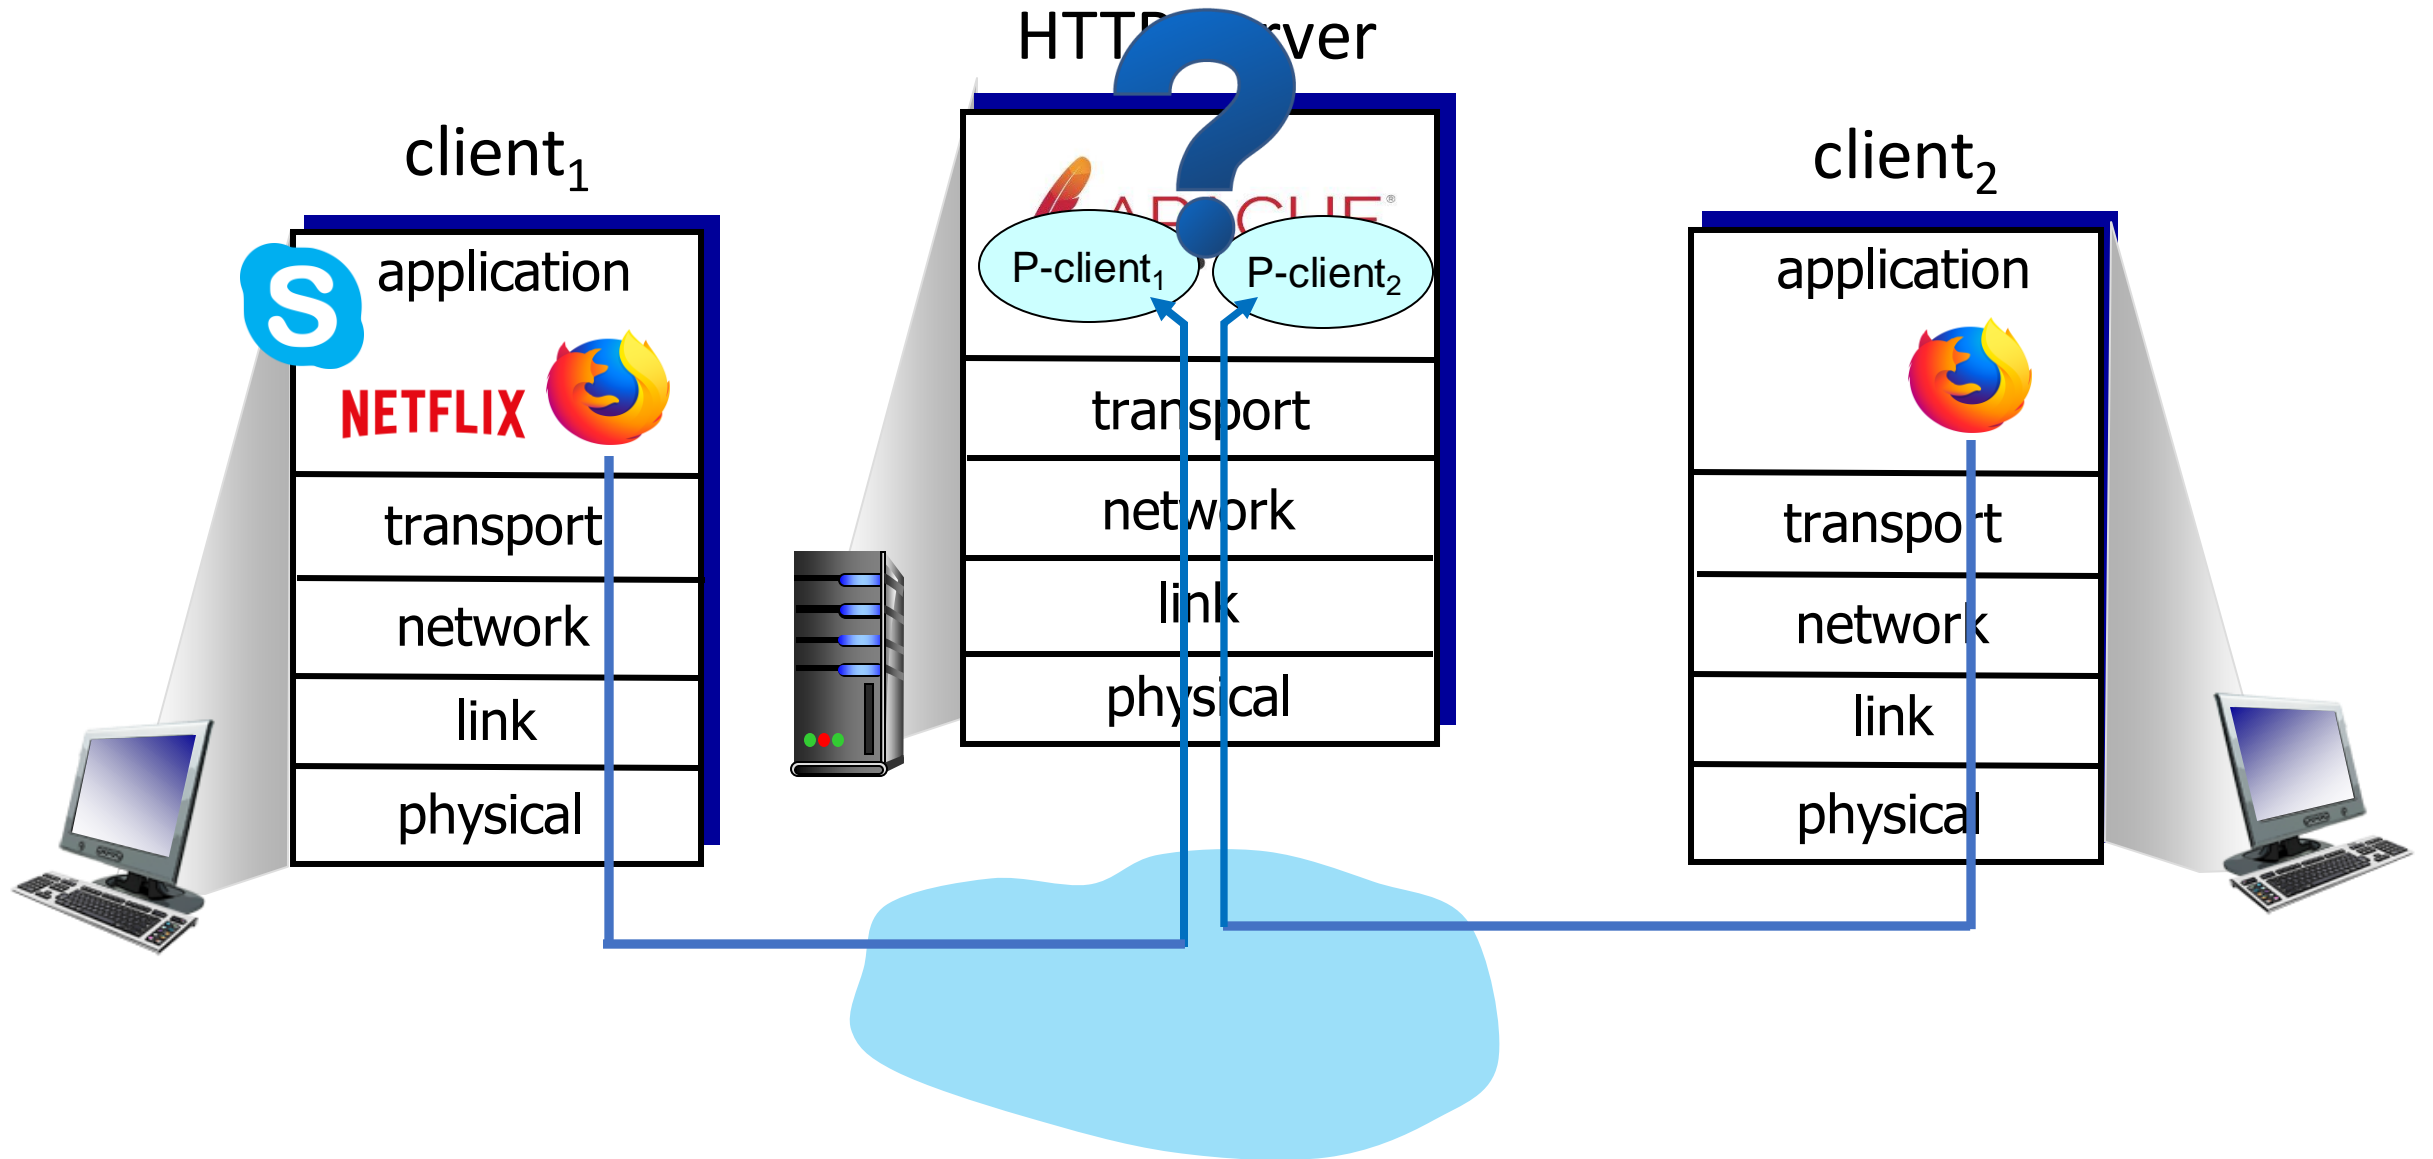 HTTP server
client1
application
NETFLIX
transport
network
link
physical
APACHE®
P-client1
P-client2
transport
network
link
physical
client2
application
transport
network
link
physical